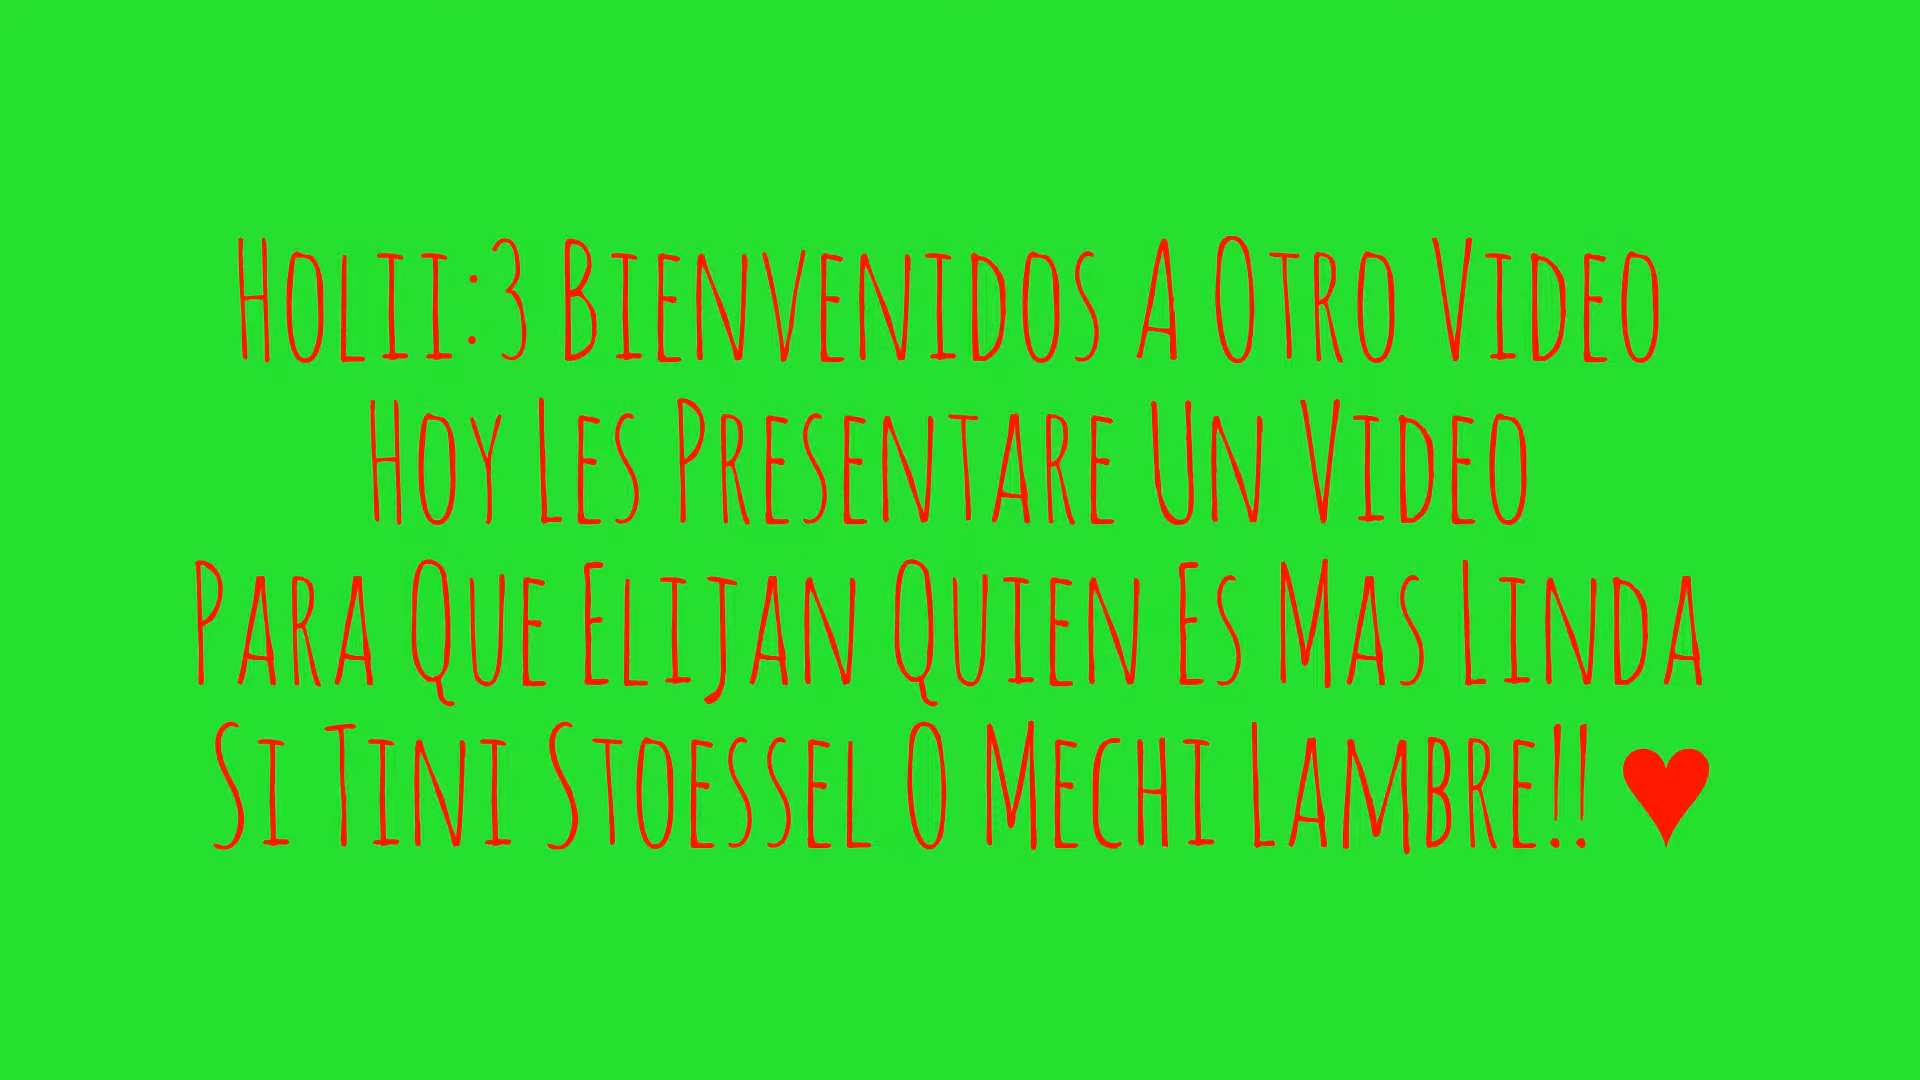 Holii:3 Bienvenidos A Otro Video
Hoy Les Presentare Un Video
Para Que Elijan Quien Es Mas Linda
Si Tini Stoessel O Mechi Lambre!! ♥